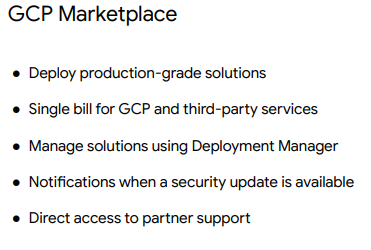 GCP Marketplace
● Deploy production-grade solutions
● Single bill for GCP and third-party services
● Manage solutions using Deployment Manager
● Notifications when a security update is available
● Direct access to partner support